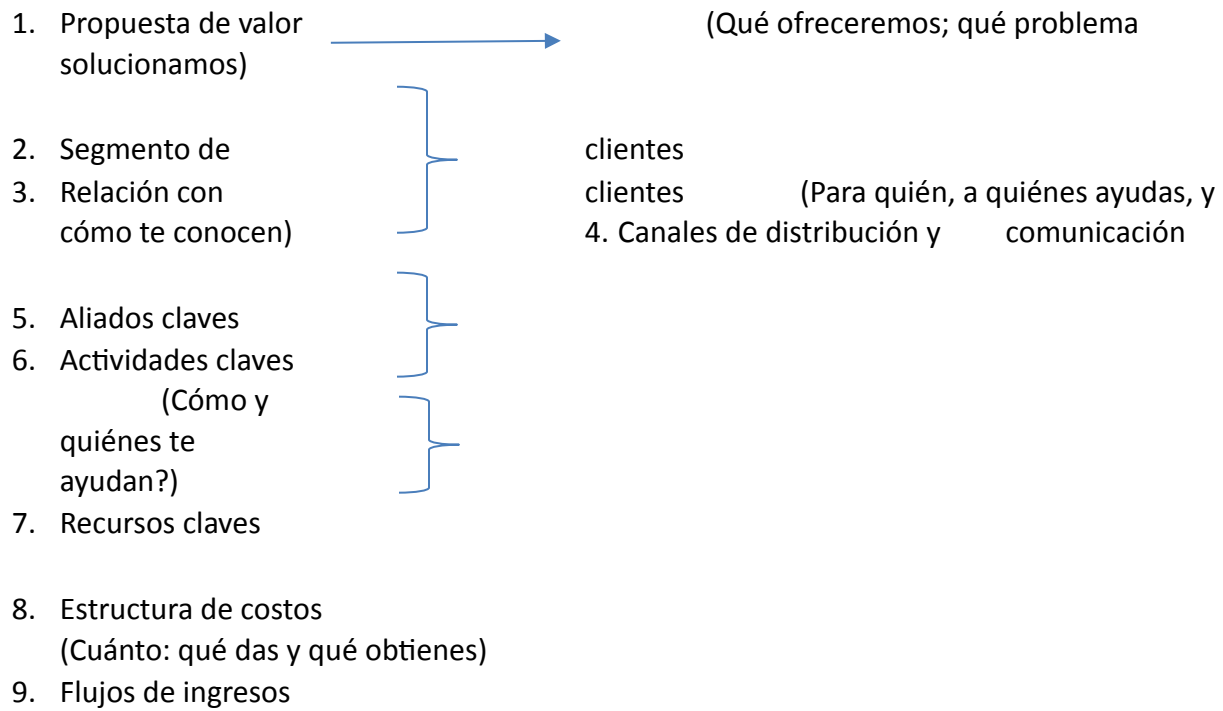 1. Propuesta de valor (Qué ofreceremos; qué problema
solucionamos)
2. Segmento de clientes
3. Relación con clientes (Para quién, a quiénes ayudas, y
cómo te conocen) 4. Canales de distribución y comunicación
5. Aliados claves
6. Actividades claves
(Cómo y
quiénes te
ayudan?)
7. Recursos claves
8. Estructura de costos
(Cuánto: qué das y qué obtienes)
9. Flujos de ingresos